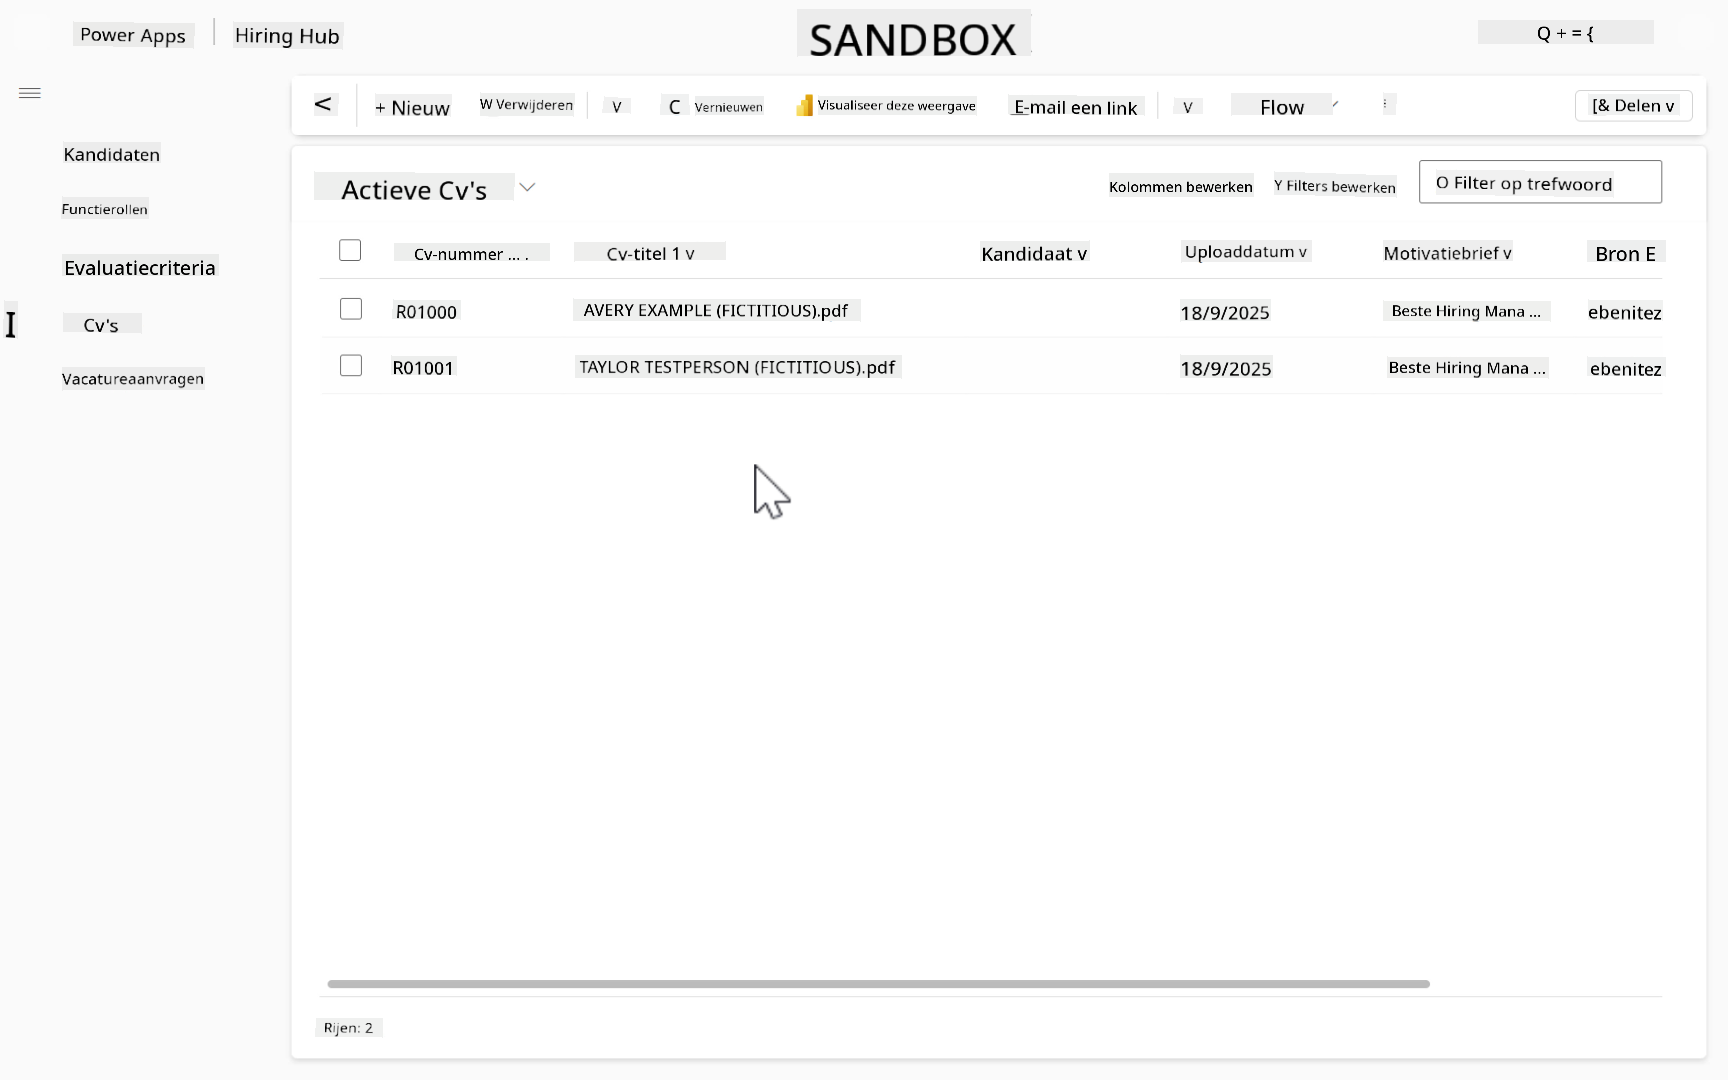 Power Apps | Hiring Hub
SANDBOX
Q + = {
< + Nieuw W Verwijderen V C Vernieuwen Visualiseer deze weergave E-mail een link V Flow [& Delen v
Kandidaten
Functierollen
Evaluatiecriteria
I Cv's
Vacatureaanvragen
Actieve Cv's
Kolommen bewerken Y Filters bewerken O Filter op trefwoord
Cv-nummer ... . Cv-titel 1 v Kandidaat v Uploaddatum v Motivatiebrief v Bron E
R01000 AVERY EXAMPLE (FICTITIOUS).pdf 18/9/2025 Beste Hiring Mana ... ebenitez
R01001 TAYLOR TESTPERSON (FICTITIOUS).pdf 18/9/2025 Beste Hiring Mana ... ebenitez
Rijen: 2